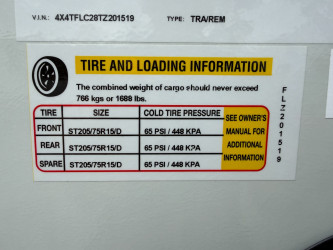 V.I.N.: 4X4TFLC28TZ201519 TYPE: TRA/REM
TIRE AND LOADING INFORMATION
The combined weight of cargo should never exceed
766 kgs or 1688 lbs.
TIRE SIZE COLD TIRE PRESSURE
FRONT ST205/75R15/D 65 PSI / 448 KPA
REAR ST205/75R15/D 65 PSI / 448 KPA
SPARE ST205/75R15/D 65 PSI / 448 KPA
SEE OWNER'S
MANUAL FOR
ADDITIONAL
INFORMATION
FLZ201519